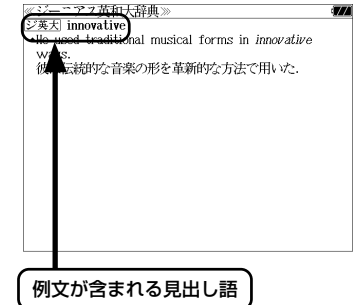 ≪ジーニアス英和大辞典≫
ジ英大 innovative
He used traditional musical forms in innovative
ways.
彼は伝統的な音楽の形を革新的な方法で用いた.
例文が含まれる見出し語